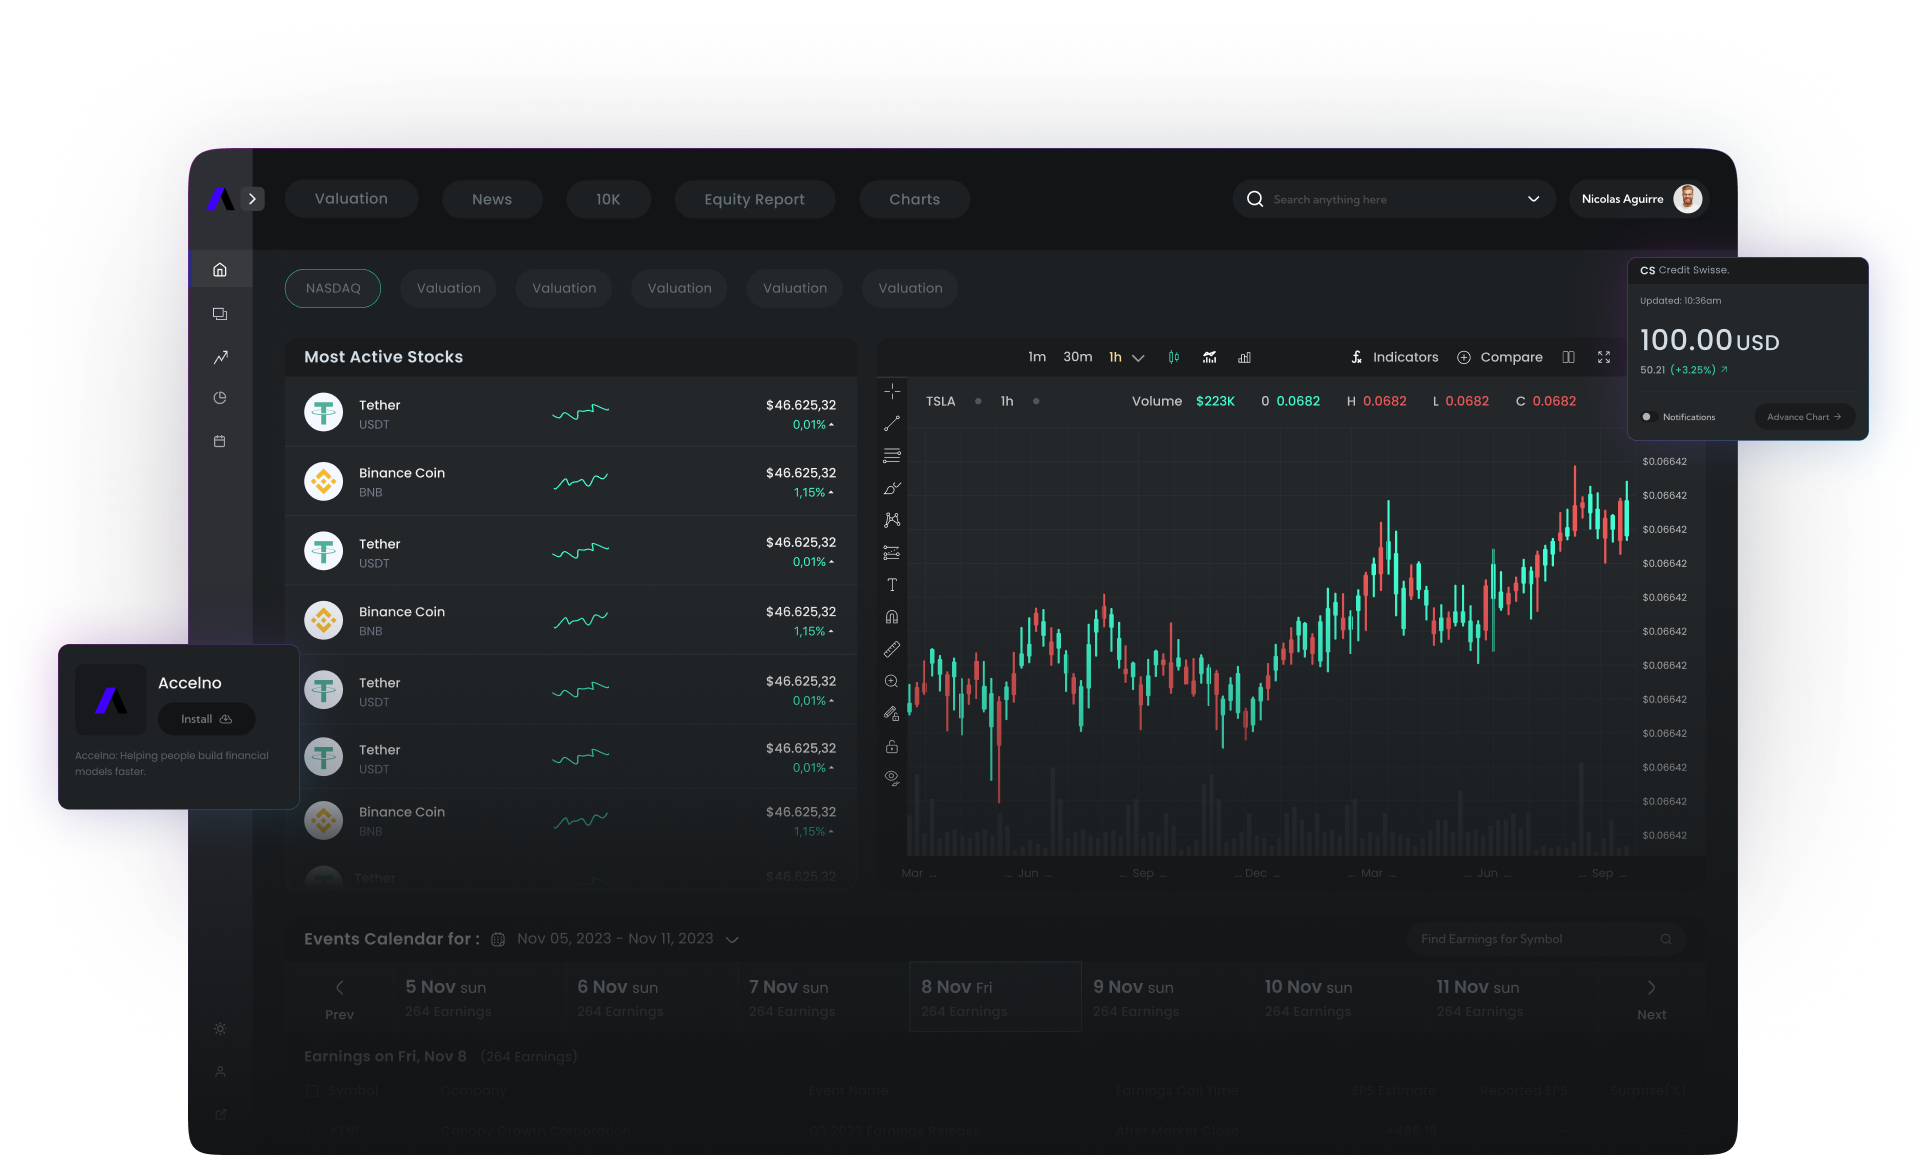 Valuation
News
10K
Equity Report
Charts
Search anything here
Nicolas Aguirre
NASDAQ
Valuation
Valuation
Valuation
Valuation
Valuation
CS Credit Swisse.
Updated: 10:36am
100.00 USD
50.21 (+3.25%)
Notifications
Advance Chart
Most Active Stocks
Tether
USDT
$46.625,32
0,01%
Binance Coin
BNB
$46.625,32
1,15%
Tether
USDT
$46.625,32
0,01%
Binance Coin
BNB
$46.625,32
1,15%
Tether
USDT
$46.625,32
0,01%
Tether
USDT
$46.625,32
0,01%
Binance Coin
BNB
$46.625,32
1,15%
Tether
$46.625,32
Accelno
Install
Accelno: Helping people build financial
models faster.
1m 30m 1h
Indicators
Compare
TSLA 1h
Volume $223K O 0.0682 H 0.0682 L 0.0682 C 0.0682
$0.06642
$0.06642
$0.06642
$0.06642
$0.06642
$0.06642
$0.06642
$0.06642
$0.06642
$0.06642
$0.06642
$0.06642
Mar ... ... Jun ... ... Sep ... ... Dec ... ... Mar ... ... Jun ... ... Sep ...
Events Calendar for : Nov 05, 2023 - Nov 11, 2023
Find Earnings for Symbol
Prev
5 Nov sun
264 Earnings
6 Nov sun
264 Earnings
7 Nov sun
264 Earnings
8 Nov Fri
264 Earnings
9 Nov sun
264 Earnings
10 Nov sun
264 Earnings
11 Nov sun
264 Earnings
Next
Earnings on Fri, Nov 8 (264 Earnings)
Symbol Company Event Name Earnings Call Time EPS Estimate Reported EPS Surprise(%)
Canopy Growth Corporation Q3 2023 Earnings Release After Market Close